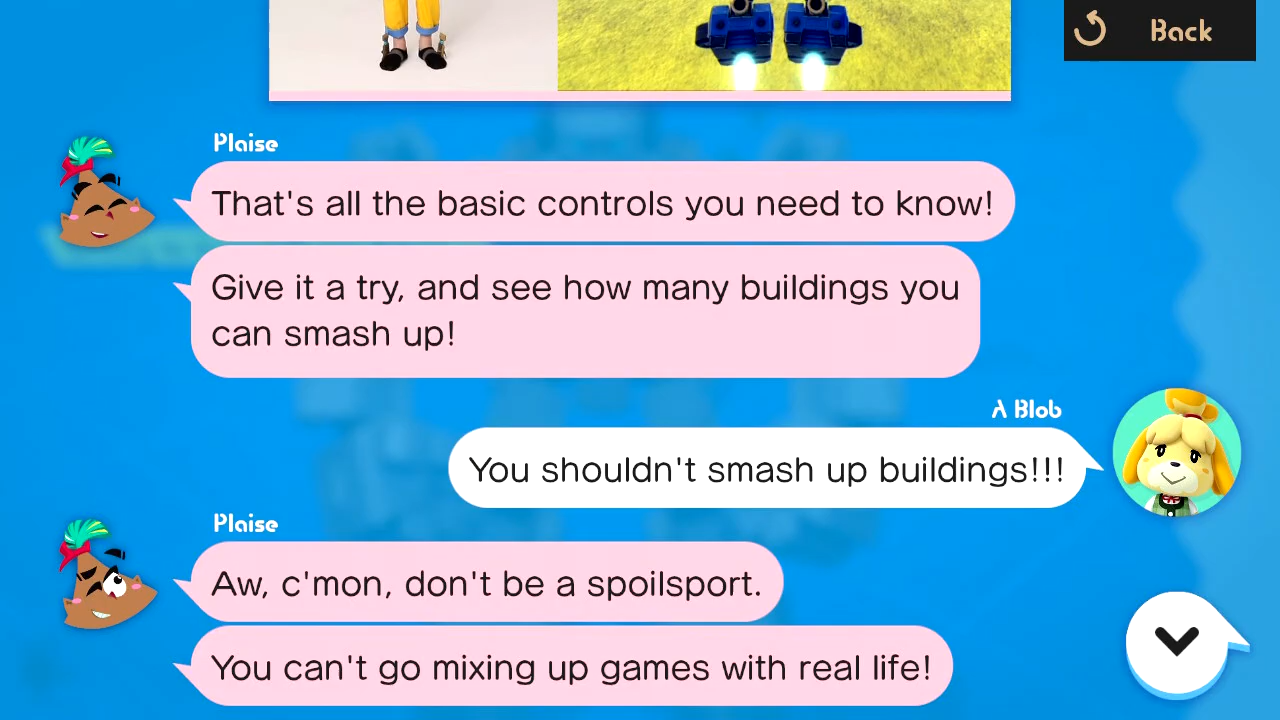 Back
Plaise
That's all the basic controls you need to know!
Give it a try, and see how many buildings you
can smash up!
A Blob
You shouldn't smash up buildings!!!
Plaise
Aw, c'mon, don't be a spoilsport.
You can't go mixing up games with real life!